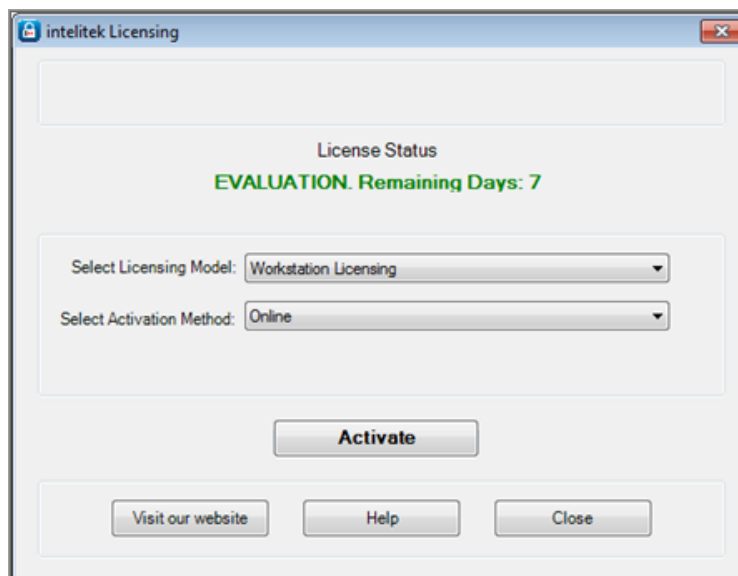 intelitek Licensing
License Status
EVALUATION. Remaining Days: 7
Select Licensing Model: Workstation Licensing
Select Activation Method: Online
Activate
Visit our website Help Close